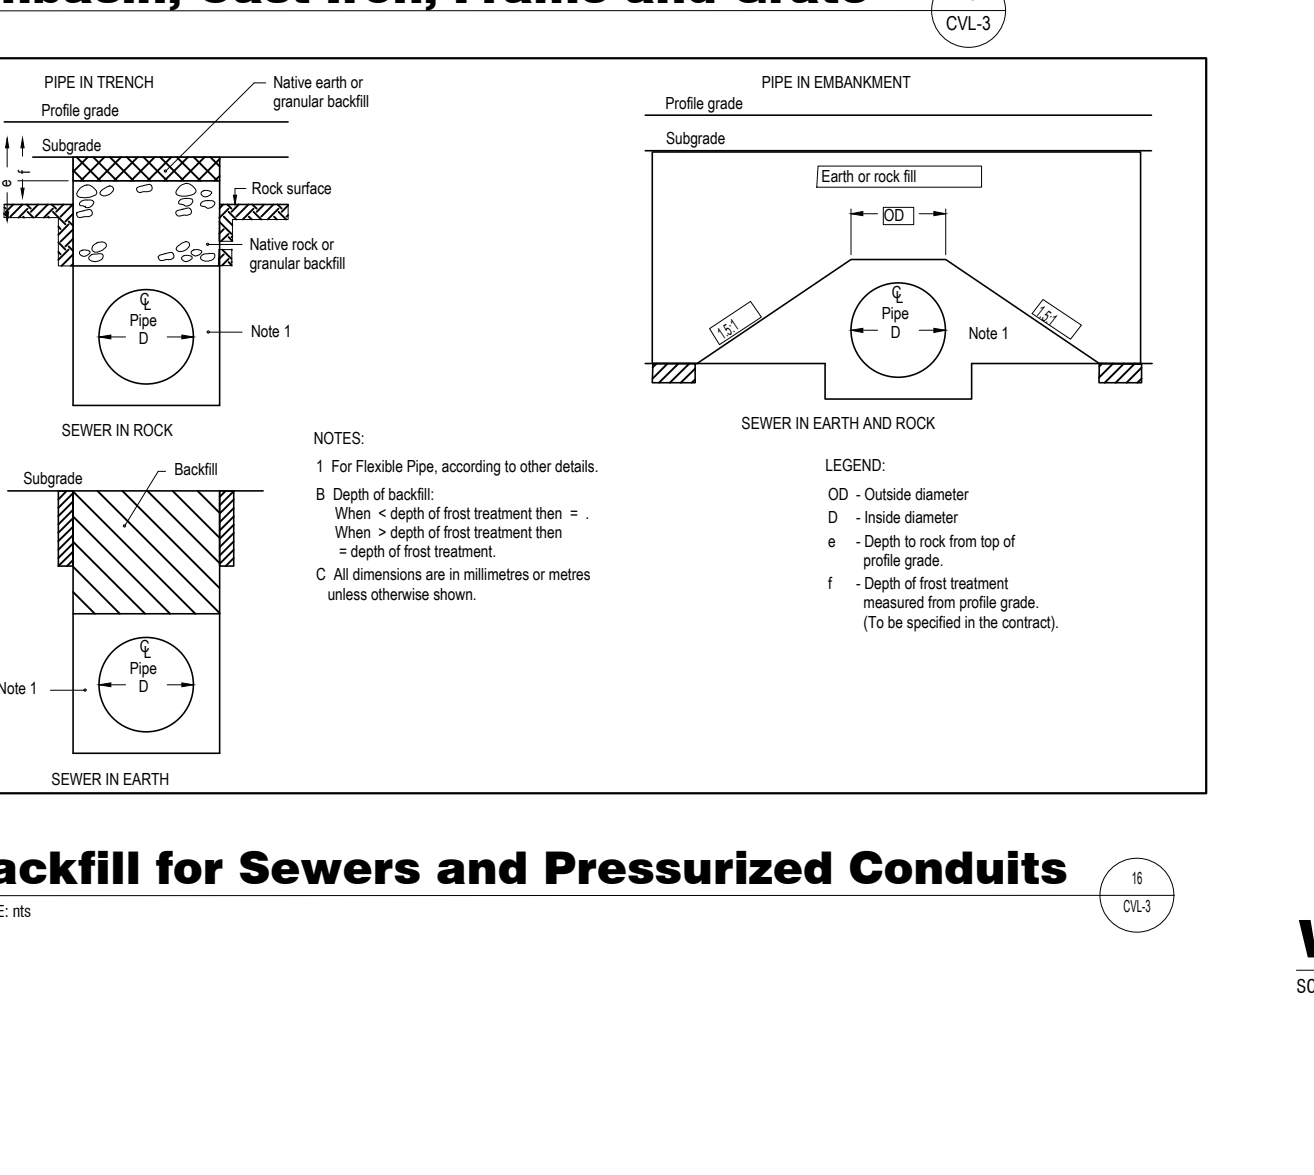 CVL-3
PIPE IN TRENCH
Native earth or
granular backfill
Profile grade
Subgrade
e
f
Rock surface
Native rock or
granular backfill
℄
Pipe
D
Note 1
SEWER IN ROCK
PIPE IN EMBANKMENT
Profile grade
Subgrade
Earth or rock fill
OD
1.5:1
1.5:1
℄
Pipe
D
Note 1
SEWER IN EARTH AND ROCK
Subgrade
Backfill
℄
Pipe
D
Note 1
SEWER IN EARTH
NOTES:
1 For Flexible Pipe, according to other details.
B Depth of backfill:
When < depth of frost treatment then = .
When > depth of frost treatment then
= depth of frost treatment.
C All dimensions are in millimetres or metres
unless otherwise shown.
LEGEND:
OD - Outside diameter
D - Inside diameter
e - Depth to rock from top of
profile grade.
f - Depth of frost treatment
measured from profile grade.
(To be specified in the contract).
ackfill for Sewers and Pressurized Conduits
16
CVL-3
E: nts